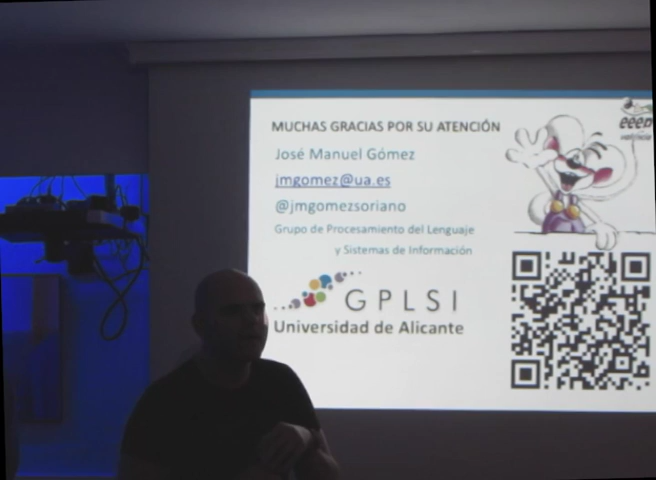 MUCHAS GRACIAS POR SU ATENCIÓN
José Manuel Gómez
jmgomez@ua.es
@jmgomezsoriano
Grupo de Procesamiento del Lenguaje
y Sistemas de Información
GPLSI
Universidad de Alicante